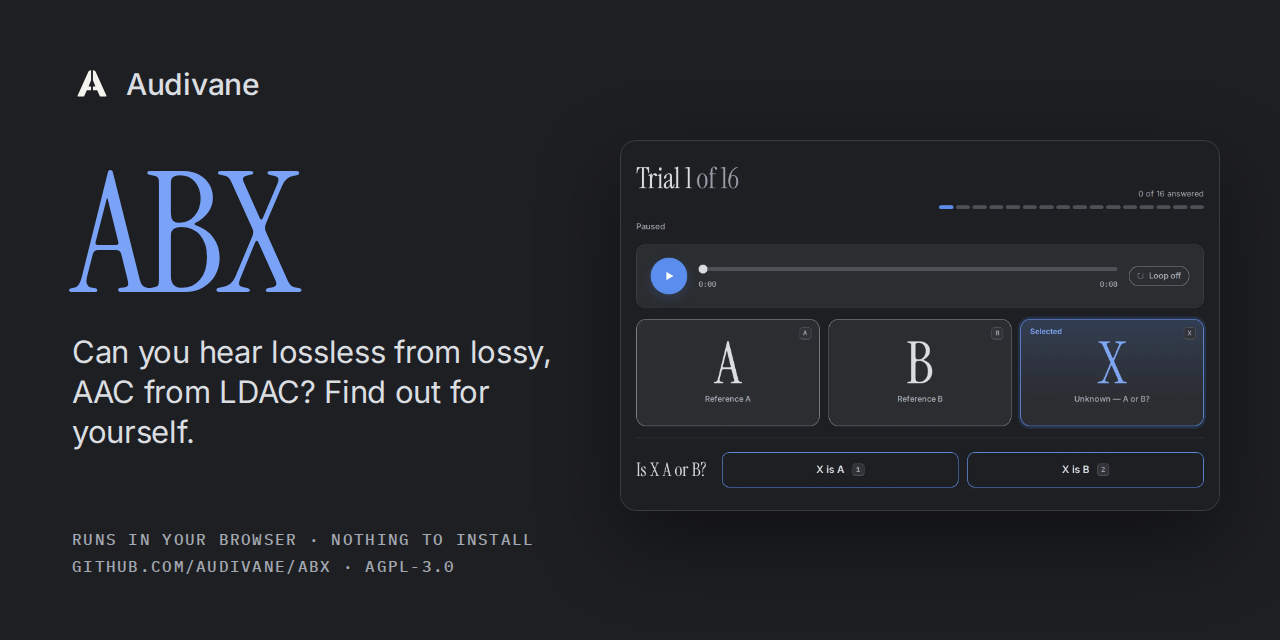 Audivane
ABX
Can you hear lossless from lossy,
AAC from LDAC? Find out for
yourself.
RUNS IN YOUR BROWSER · NOTHING TO INSTALL
GITHUB.COM/AUDIVANE/ABX · AGPL-3.0
Trial 1 of 16
0 of 16 answered
Paused
0:00
0:08
Loop off
A
A
Reference A
B
B
Reference B
Selected
X
X
Unknown — A or B?
Is X A or B?
X is A 1
X is B 2